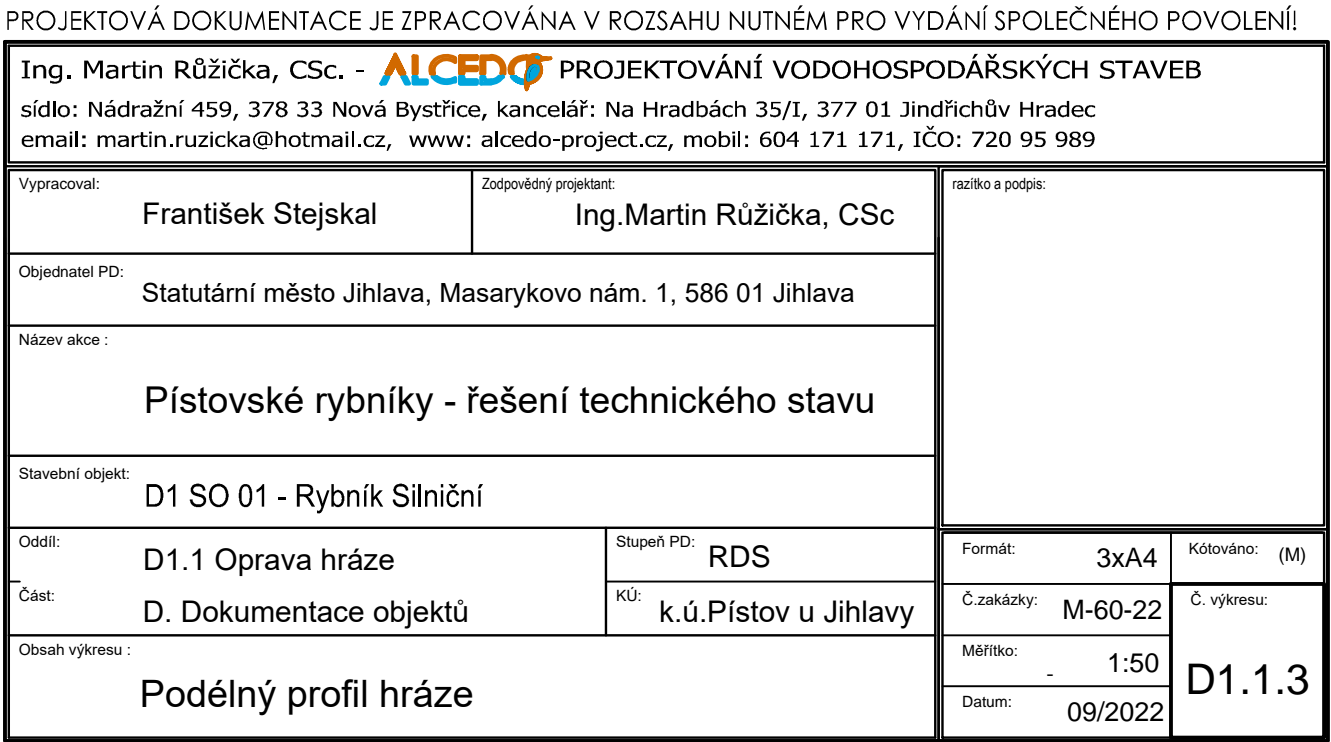 PROJEKTOVÁ DOKUMENTACE JE ZPRACOVÁNA V ROZSAHU NUTNÉM PRO VYDÁNÍ SPOLEČNÉHO POVOLENÍ!
Ing. Martin Růžička, CSc. - ALCEDO PROJEKTOVÁNÍ VODOHOSPODÁŘSKÝCH STAVEB
sídlo: Nádražní 459, 378 33 Nová Bystřice, kancelář: Na Hradbách 35/I, 377 01 Jindřichův Hradec
email: martin.ruzicka@hotmail.cz, www: alcedo-project.cz, mobil: 604 171 171, IČO: 720 95 989
Vypracoval:
František Stejskal
Zodpovědný projektant:
Ing.Martin Růžička, CSc
razítko a podpis:
Objednatel PD:
Statutární město Jihlava, Masarykovo nám. 1, 586 01 Jihlava
Název akce :
Pístovské rybníky - řešení technického stavu
Stavební objekt:
D1 SO 01 - Rybník Silniční
Oddíl:
D1.1 Oprava hráze
Stupeň PD:
RDS
Část:
D. Dokumentace objektů
KÚ:
k.ú.Pístov u Jihlavy
Obsah výkresu :
Podélný profil hráze
Formát:
3xA4
Kótováno: (M)
Č.zakázky:
M-60-22
Č. výkresu:
D1.1.3
Měřítko:
- 1:50
Datum:
09/2022